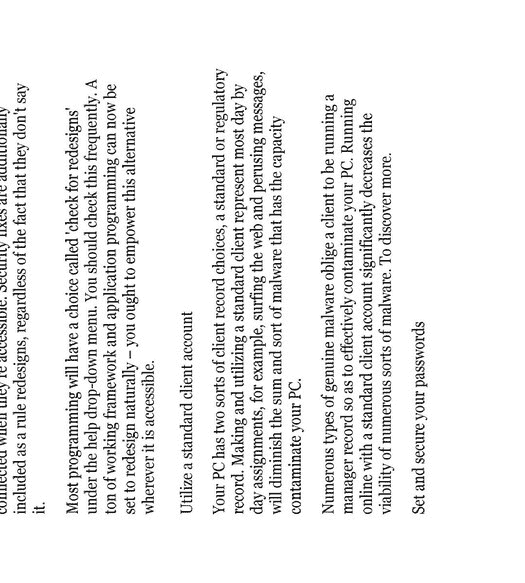 connected when they're accessible. Security fixes are additionally
included as a rule redesigns, regardless of the fact that they don't say
it.
Most programming will have a choice called 'check for redesigns'
under the help drop-down menu. You should check this frequently. A
ton of working framework and application programming can now be
set to redesign naturally – you ought to empower this alternative
wherever it is accessible.
Utilize a standard client account
Your PC has two sorts of client record choices, a standard or regulatory
record. Making and utilizing a standard client represent most day by
day assignments, for example, surfing the web and perusing messages,
will diminish the sum and sort of malware that has the capacity
contaminate your PC.
Numerous types of genuine malware oblige a client to be running a
manager record so as to effectively contaminate your PC. Running
online with a standard client account significantly decreases the
viability of numerous sorts of malware. To discover more.
Set and secure your passwords